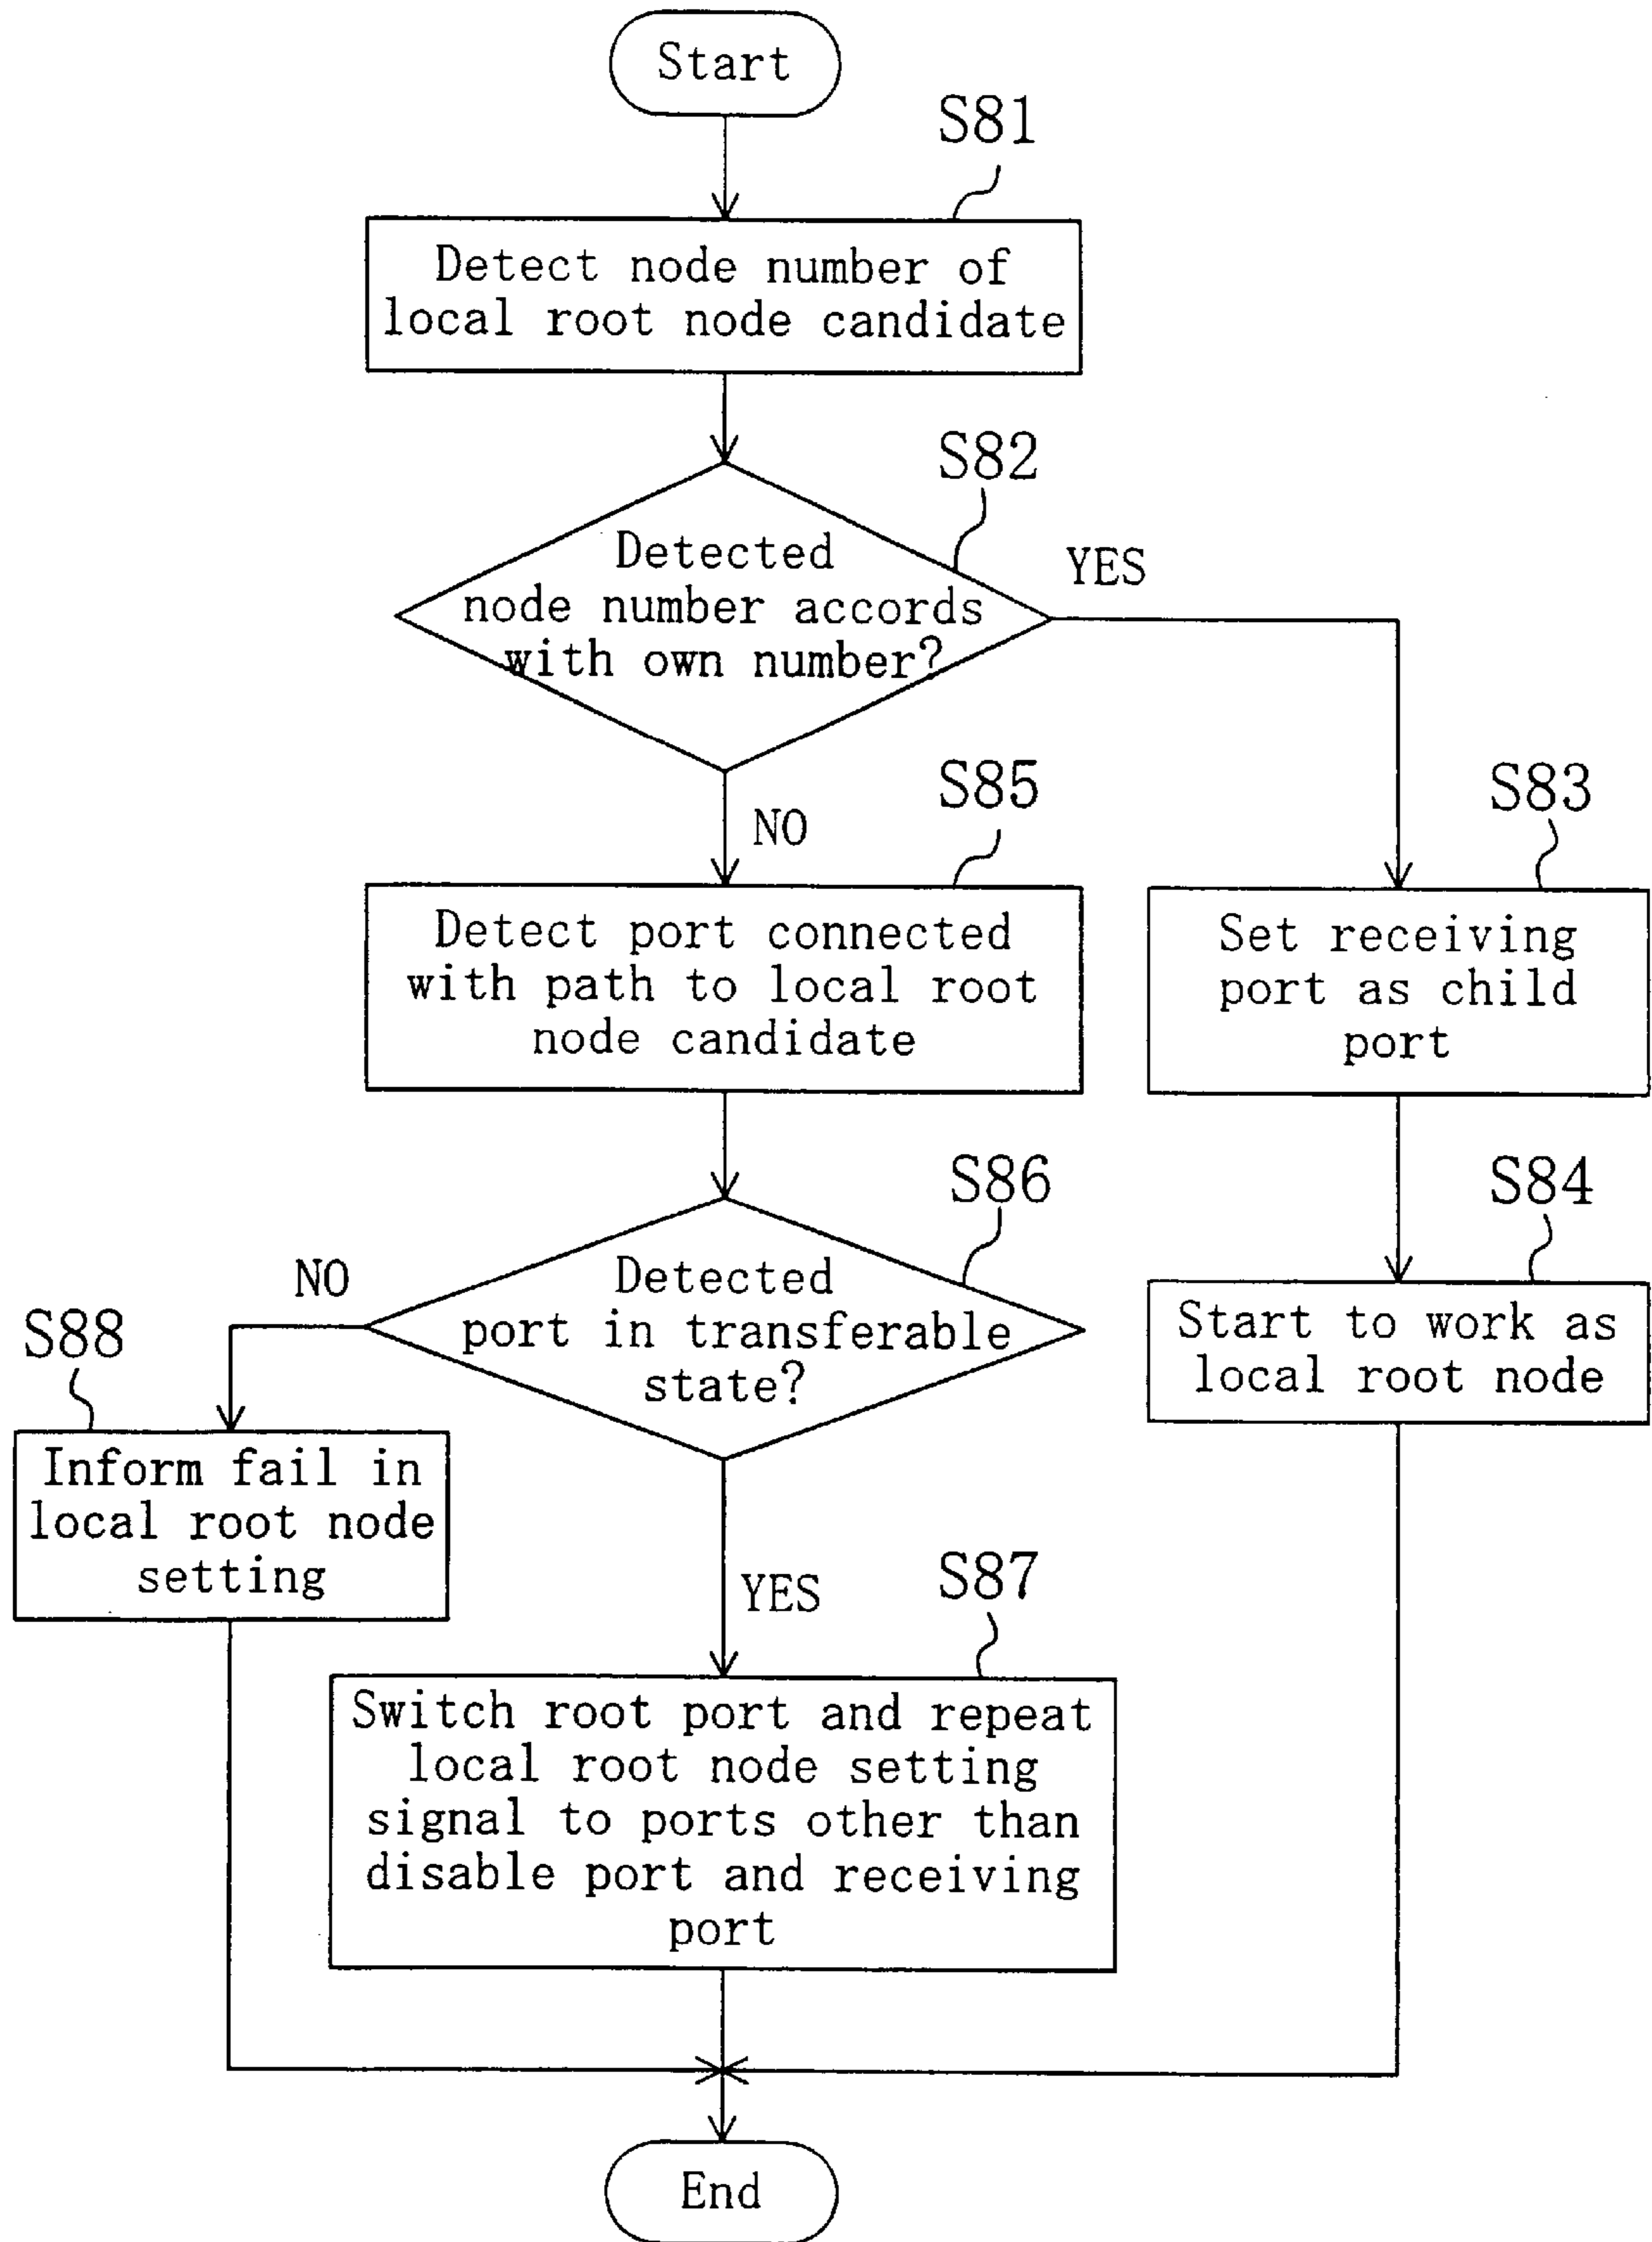 Start
S81
Detect node number of
local root node candidate
S82
Detected
node number accords
with own number?
YES
NO
S85
Detect port connected
with path to local root
node candidate
S83
Set receiving
port as child
port
S86
Detected
port in transferable
state?
NO
S84
Start to work as
local root node
S88
Inform fail in
local root node
setting
YES
S87
Switch root port and repeat
local root node setting
signal to ports other than
disable port and receiving
port
End